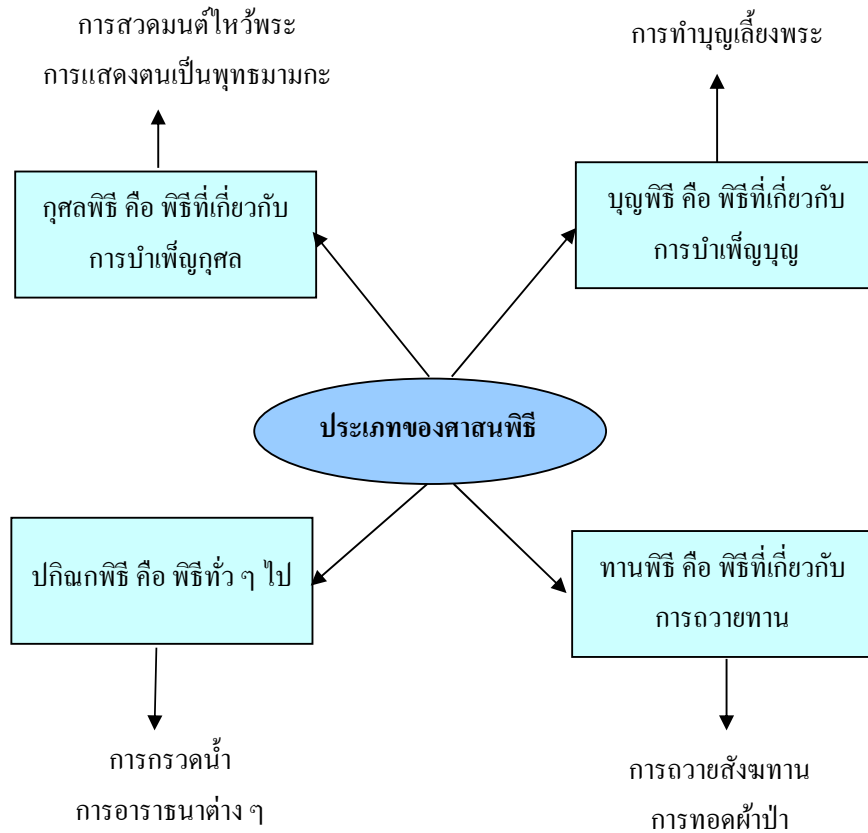 การสวดมนต์ไหว้พระ
การแสดงตนเป็นพุทธมามกะ
การทำบุญเลี้ยงพระ
กุศลพิธี คือ พิธีที่เกี่ยวกับ
การบำเพ็ญกุศล
บุญพิธี คือ พิธีที่เกี่ยวกับ
การบำเพ็ญบุญ
ประเภทของศาสนพิธี
ปกิณกพิธี คือ พิธีทั่ว ๆ ไป
ทานพิธี คือ พิธีที่เกี่ยวกับ
การถวายทาน
การกรวดน้ำ
การอาราธนาต่าง ๆ
การถวายสังฆทาน
การทอดผ้าป่า